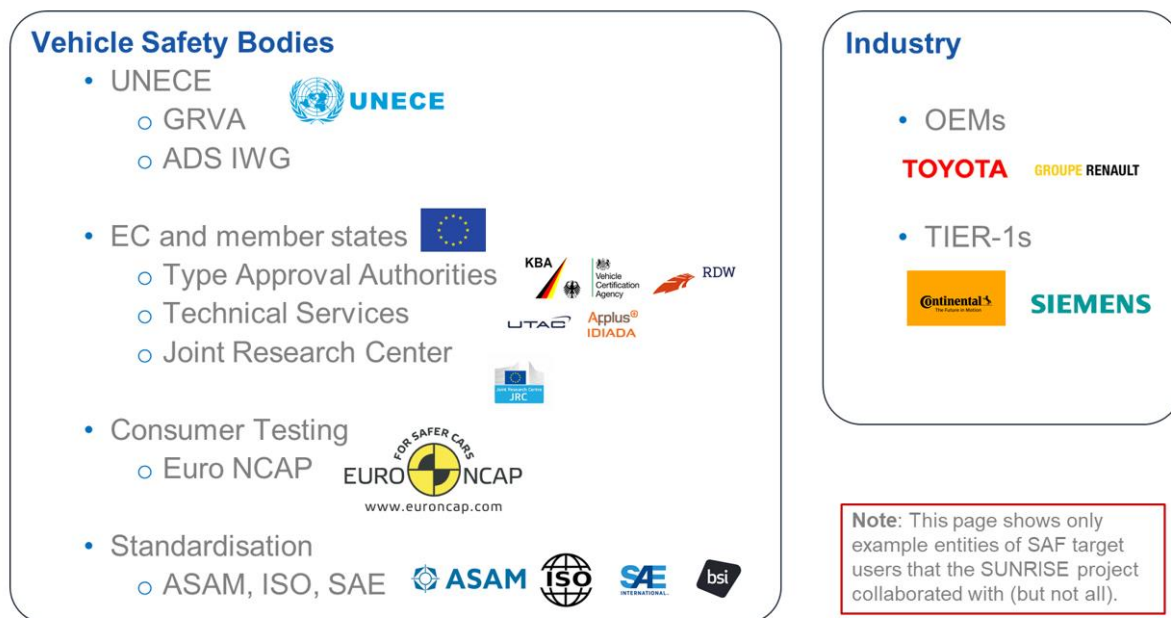 Vehicle Safety Bodies
• UNECE
UNECE
o GRVA
o ADS IWG
• EC and member states
o Type Approval Authorities
KBA
Vehicle
Certification
Agency
RDW
o Technical Services
UTAC
Applus®
IDIADA
o Joint Research Center
Joint Research Centre
JRC
• Consumer Testing
o Euro NCAP
FOR SAFER CARS
EURO NCAP
www.euroncap.com
• Standardisation
o ASAM, ISO, SAE
ASAM
ISO
SAE
INTERNATIONAL
bsi
Industry
• OEMs
TOYOTA
GROUPE RENAULT
• TIER-1s
Continental
The Future in Motion
SIEMENS
Note: This page shows only
example entities of SAF target
users that the SUNRISE project
collaborated with (but not all).